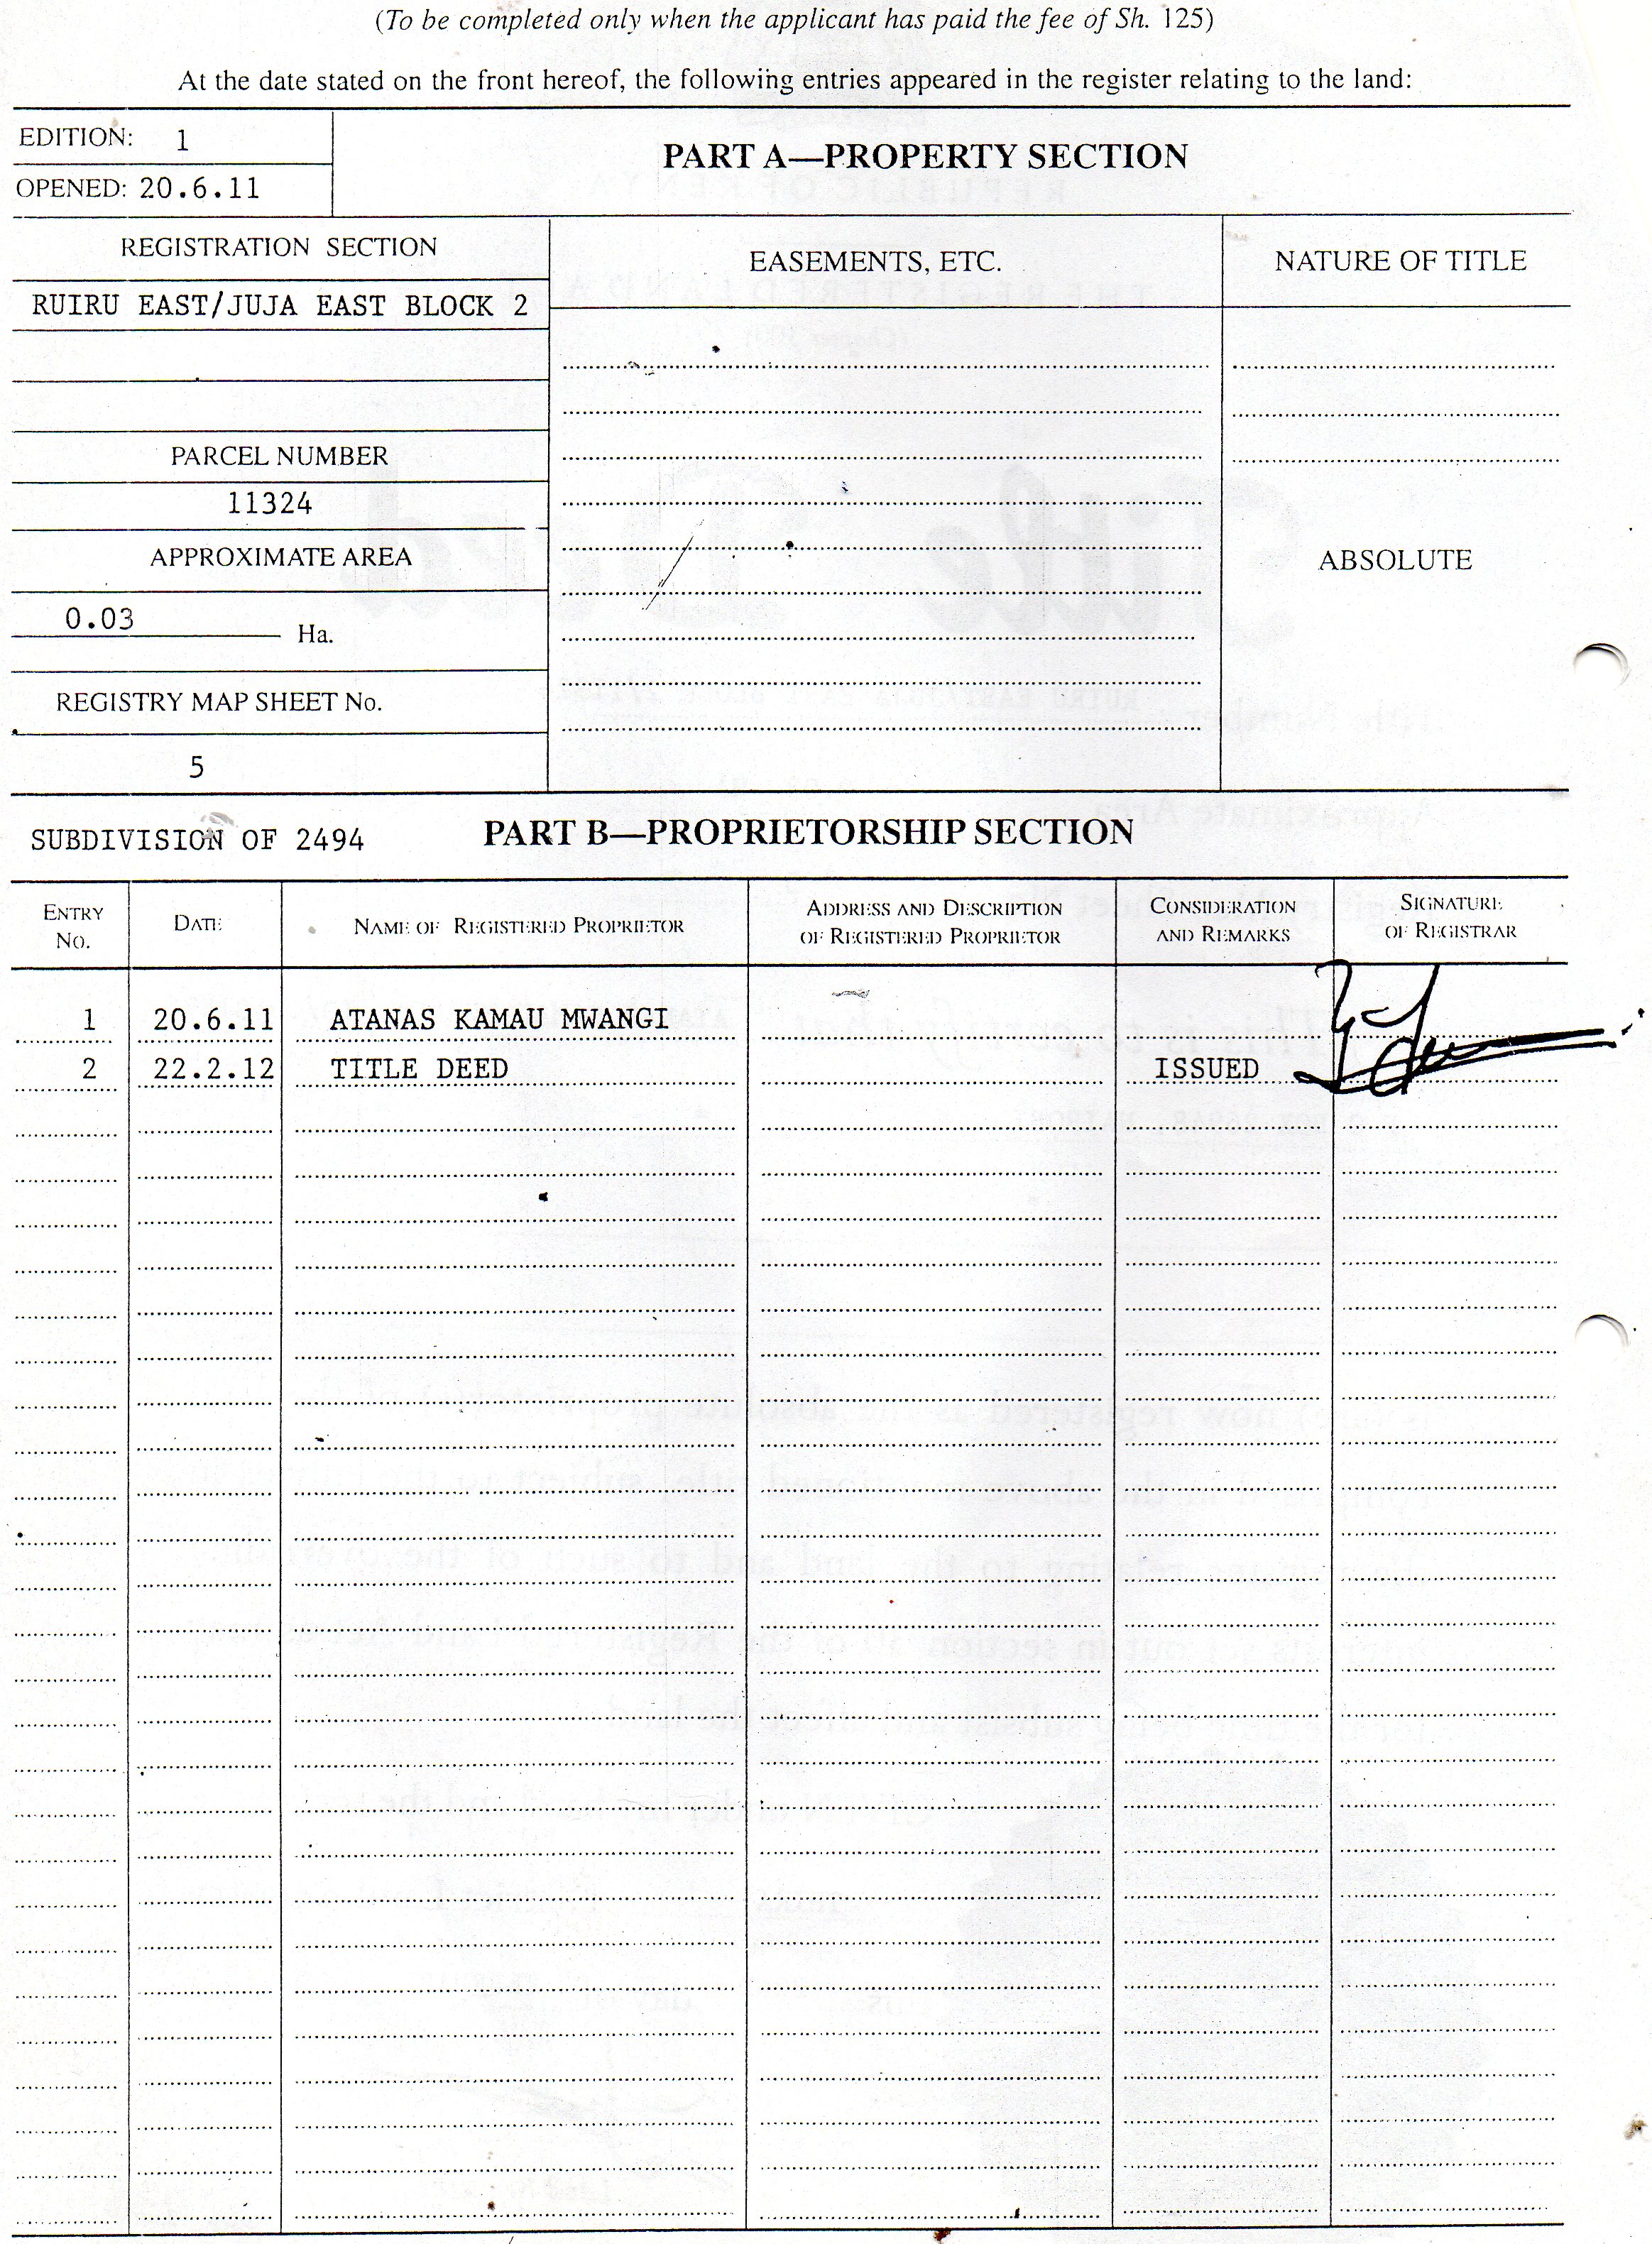 (To be completed only when the applicant has paid the fee of Sh. 125)
At the date stated on the front hereof, the following entries appeared in the register relating to the land:
EDITION: 1
OPENED: 20.6.11
PART A—PROPERTY SECTION
REGISTRATION SECTION
RUIRU EAST/JUJA EAST BLOCK 2
PARCEL NUMBER
11324
APPROXIMATE AREA
0.03 Ha.
REGISTRY MAP SHEET No.
5
EASEMENTS, ETC.
NATURE OF TITLE
ABSOLUTE
SUBDIVISION OF 2494
PART B—PROPRIETORSHIP SECTION
ENTRY No.
DATE
NAME OF REGISTERED PROPRIETOR
ADDRESS AND DESCRIPTION
OF REGISTERED PROPRIETOR
CONSIDERATION
AND REMARKS
SIGNATURE
OF REGISTRAR
1 20.6.11 ATANAS KAMAU MWANGI
2 22.2.12 TITLE DEED ISSUED